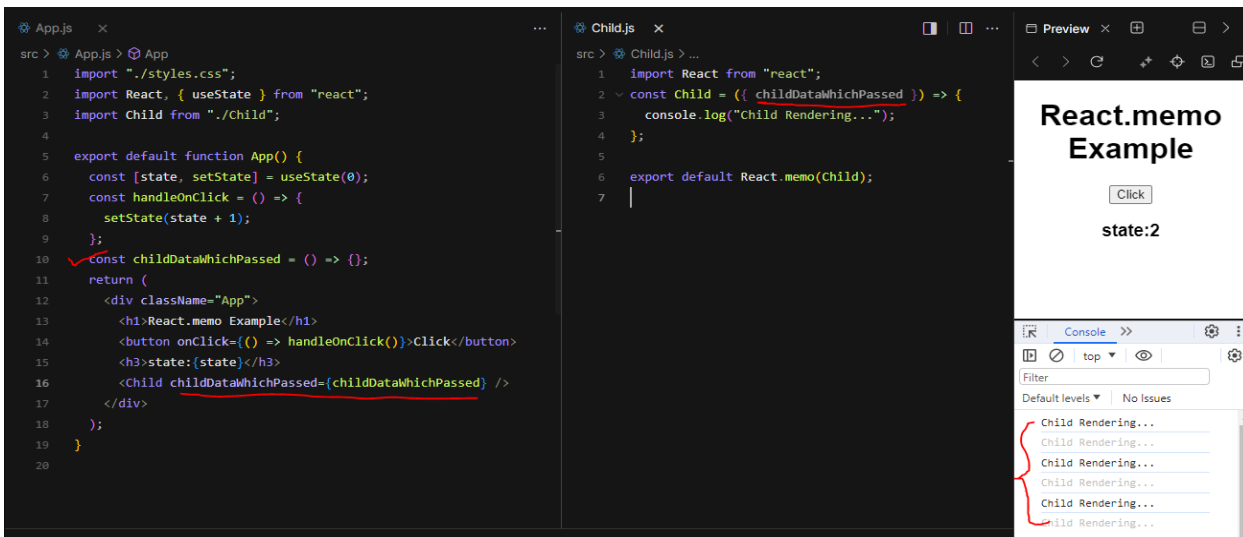 App.js
src > App.js > App
1 import "./styles.css";
2 import React, { useState } from "react";
3 import Child from "./Child";
4
5 export default function App() {
6 const [state, setState] = useState(0);
7 const handleOnClick = () => {
8 setState(state + 1);
9 };
10 const childDataWhichPassed = () => {};
11 return (
12 <div className="App">
13 <h1>React.memo Example</h1>
14 <button onClick={() => handleOnClick()}>Click</button>
15 <h3>state:{state}</h3>
16 <Child childDataWhichPassed={childDataWhichPassed} />
17 </div>
18 );
19 }
20
Child.js
src > Child.js > ...
1 import React from "react";
2 const Child = ({ childDataWhichPassed }) => {
3 console.log("Child Rendering...");
4 };
5
6 export default React.memo(Child);
7
Preview
React.memo
Example
Click
state:2
Console
top
Filter
Default levels No Issues
Child Rendering...
Child Rendering...
Child Rendering...
Child Rendering...
Child Rendering...
Child Rendering...